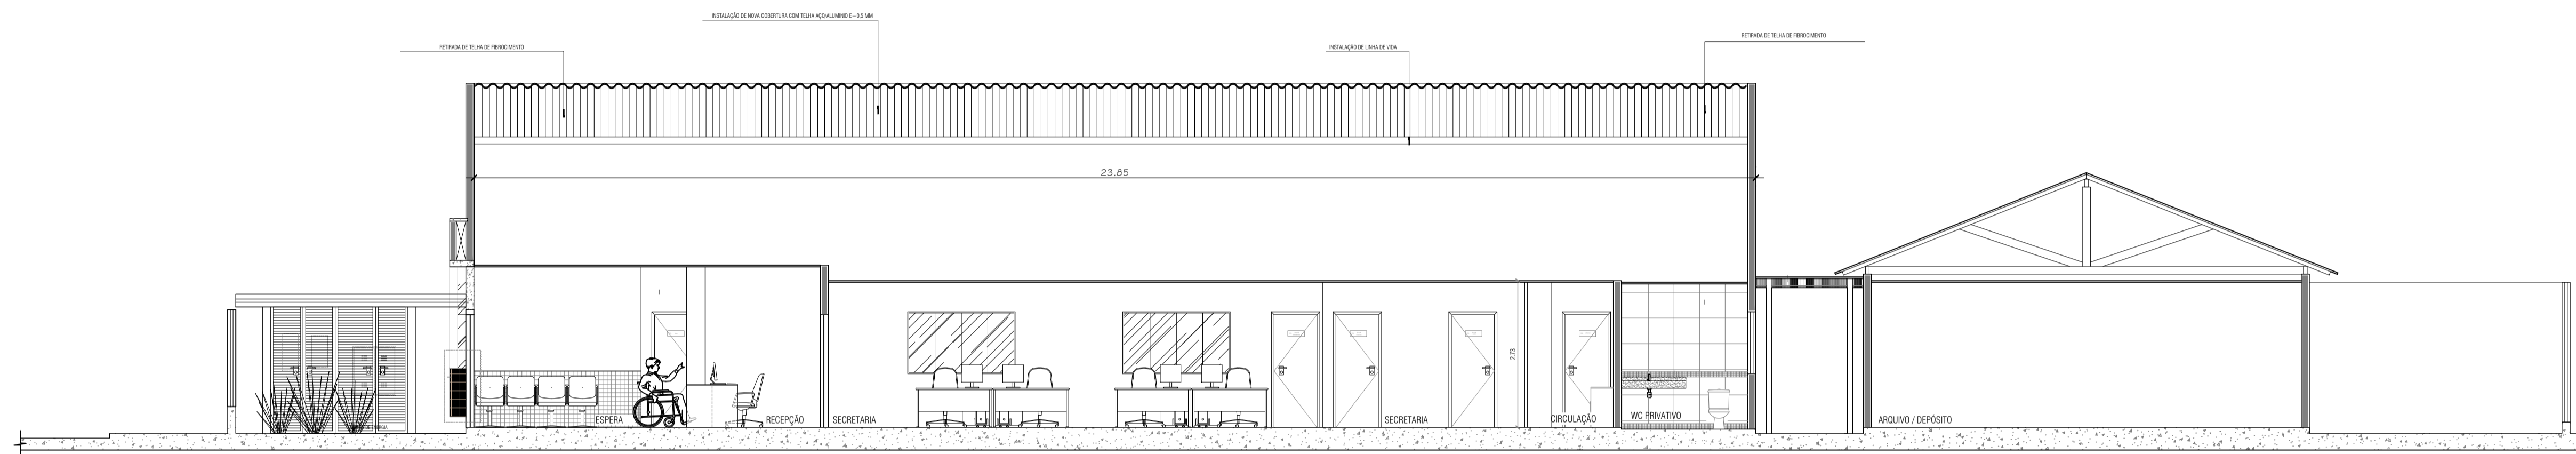 INSTALAÇÃO DE NOVA COBERTURA COM TELHA AÇO/ALUMINIO E=0,5 MM
RETIRADA DE TELHA DE FIBROCIMENTO
INSTALAÇÃO DE LINHA DE VIDA
RETIRADA DE TELHA DE FIBROCIMENTO
23.85
2.73
ESPERA
RECEPÇÃO
SECRETARIA
SECRETARIA
CIRCULAÇÃO
WC PRIVATIVO
ARQUIVO / DEPÓSITO
ENERGIA